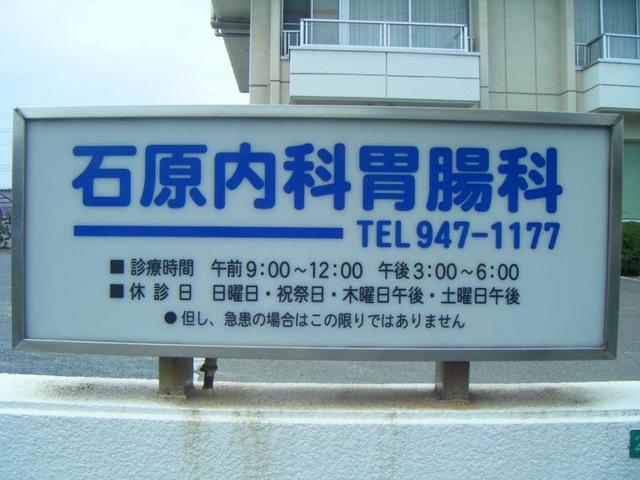 石原内科胃腸科
TEL 947-1177
■ 診療時間 午前 9:00～12:00 午後 3:00～6:00
■ 休診日 日曜日・祝祭日・木曜日午後・土曜日午後
● 但し、急患の場合はこの限りではありません